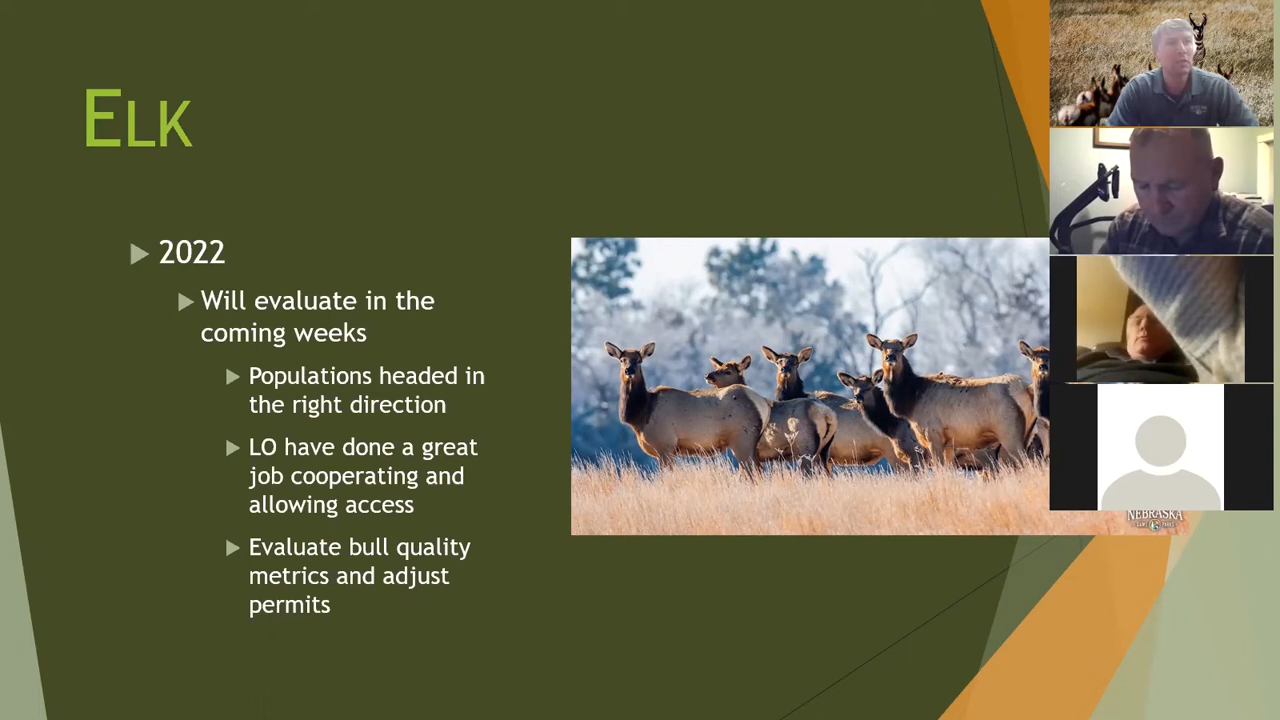 ELK
2022
Will evaluate in the
coming weeks
Populations headed in
the right direction
LO have done a great
job cooperating and
allowing access
Evaluate bull quality
metrics and adjust
permits
NEBRASKA